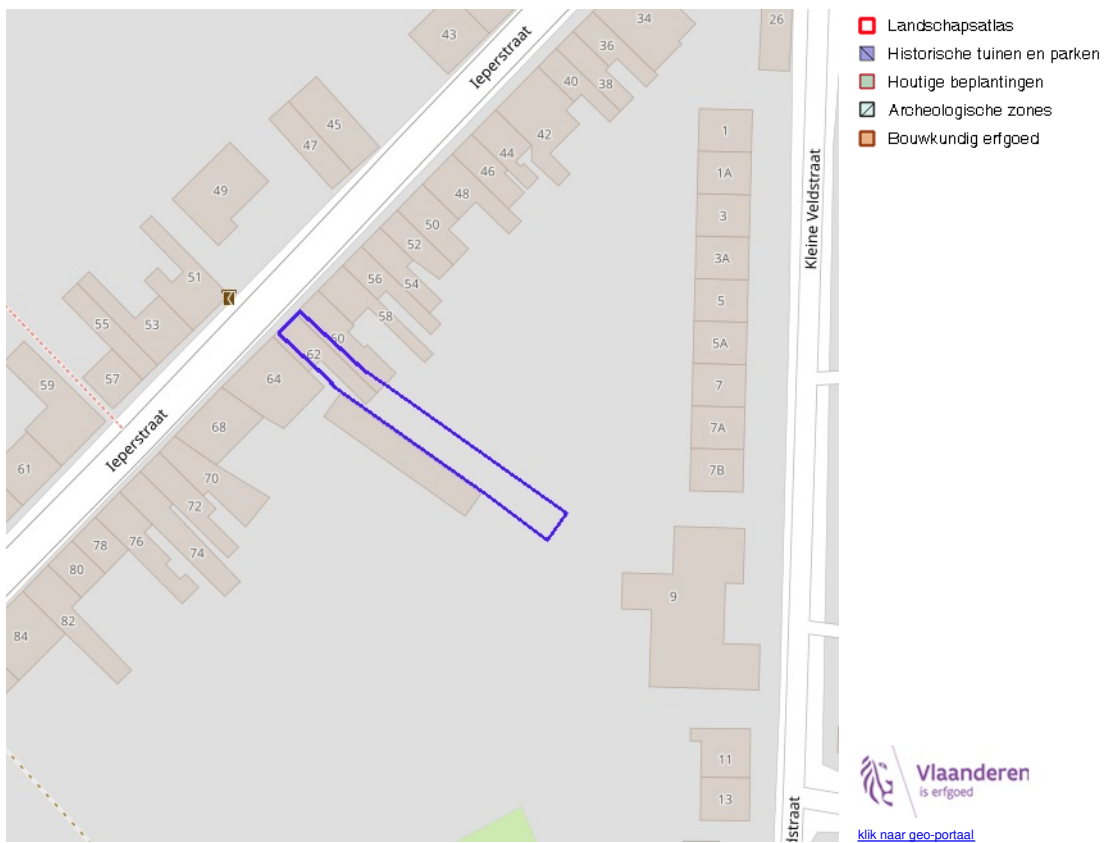 26
34
43
Ieperstraat
36
40
38
45
47
42
1
44
46
1A
49
48
3
Kleine Veldstraat
50
52
3A
51
56
54
5
55
53
58
60
5A
62
57
64
59
7
68
7A
Ieperstraat
61
70
7B
72
78
76
74
80
9
82
84
11
13
dstraat
Landschapsatlas
Historische tuinen en parken
Houtige beplantingen
Archeologische zones
Bouwkundig erfgoed
Vlaanderen
is erfgoed
klik naar geo-portaal